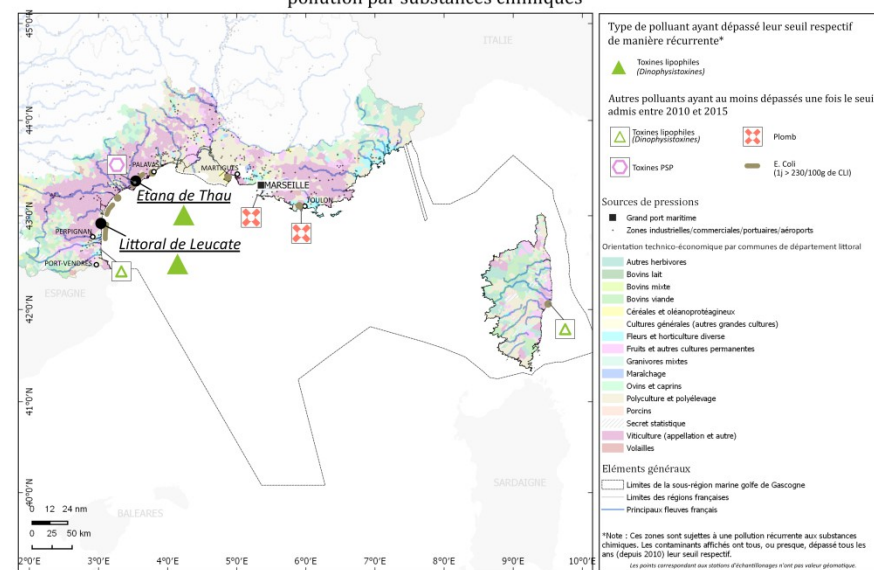 pollution par substances chimiques
45°0'N
44°0'N
43°0'N
42°0'N
41°0'N
40°0'N
ITALIE
PALAVAS
MARTIGUES
MARSEILLE
TOULON
Etang de Thau
PERPIGNAN
Littoral de Leucate
PORT-VENDRES
ESPAGNE
SARDAIGNE
BALEARES
0 12 24 nm
0 25 50 km
2°0'E 3°0'E 4°0'E 5°0'E 6°0'E 7°0'E 8°0'E 9°0'E 10°0'E
Type de polluant ayant dépassé leur seuil respectif
de manière récurrente*
Toxines lipophiles
(Dinophysistoxines)
Autres polluants ayant au moins dépassés une fois le seuil
admis entre 2010 et 2015
Toxines lipophiles
(Dinophysistoxines)
Plomb
Toxines PSP
E. Coli
(1j > 230/100g de CLI)
Sources de pressions
Grand port maritime
Zones industrielles/commerciales/portuaires/aéroports
Orientation technico-économique par communes de département littoral
Autres herbivores
Bovins lait
Bovins mixte
Bovins viande
Céréales et oléanoprotéagineux
Cultures générales (autres grandes cultures)
Fleurs et horticulture diverse
Fruits et autres cultures permanentes
Granivores mixtes
Maraîchage
Ovins et caprins
Polyculture et polyélevage
Porcins
Secret statistique
Viticulture (appellation et autre)
Volailles
Eléments généraux
Limites de la sous-région marine golfe de Gascogne
Limites des régions françaises
Principaux fleuves français
*Note : Ces zones sont sujettes à une pollution récurrente aux substances
chimiques. Les contaminants affichés ont tous, ou presque, dépassé tous les
ans (depuis 2010) leur seuil respectif.
Les points correspondant aux stations d'échantillonages n'ont pas valeur géomatique.